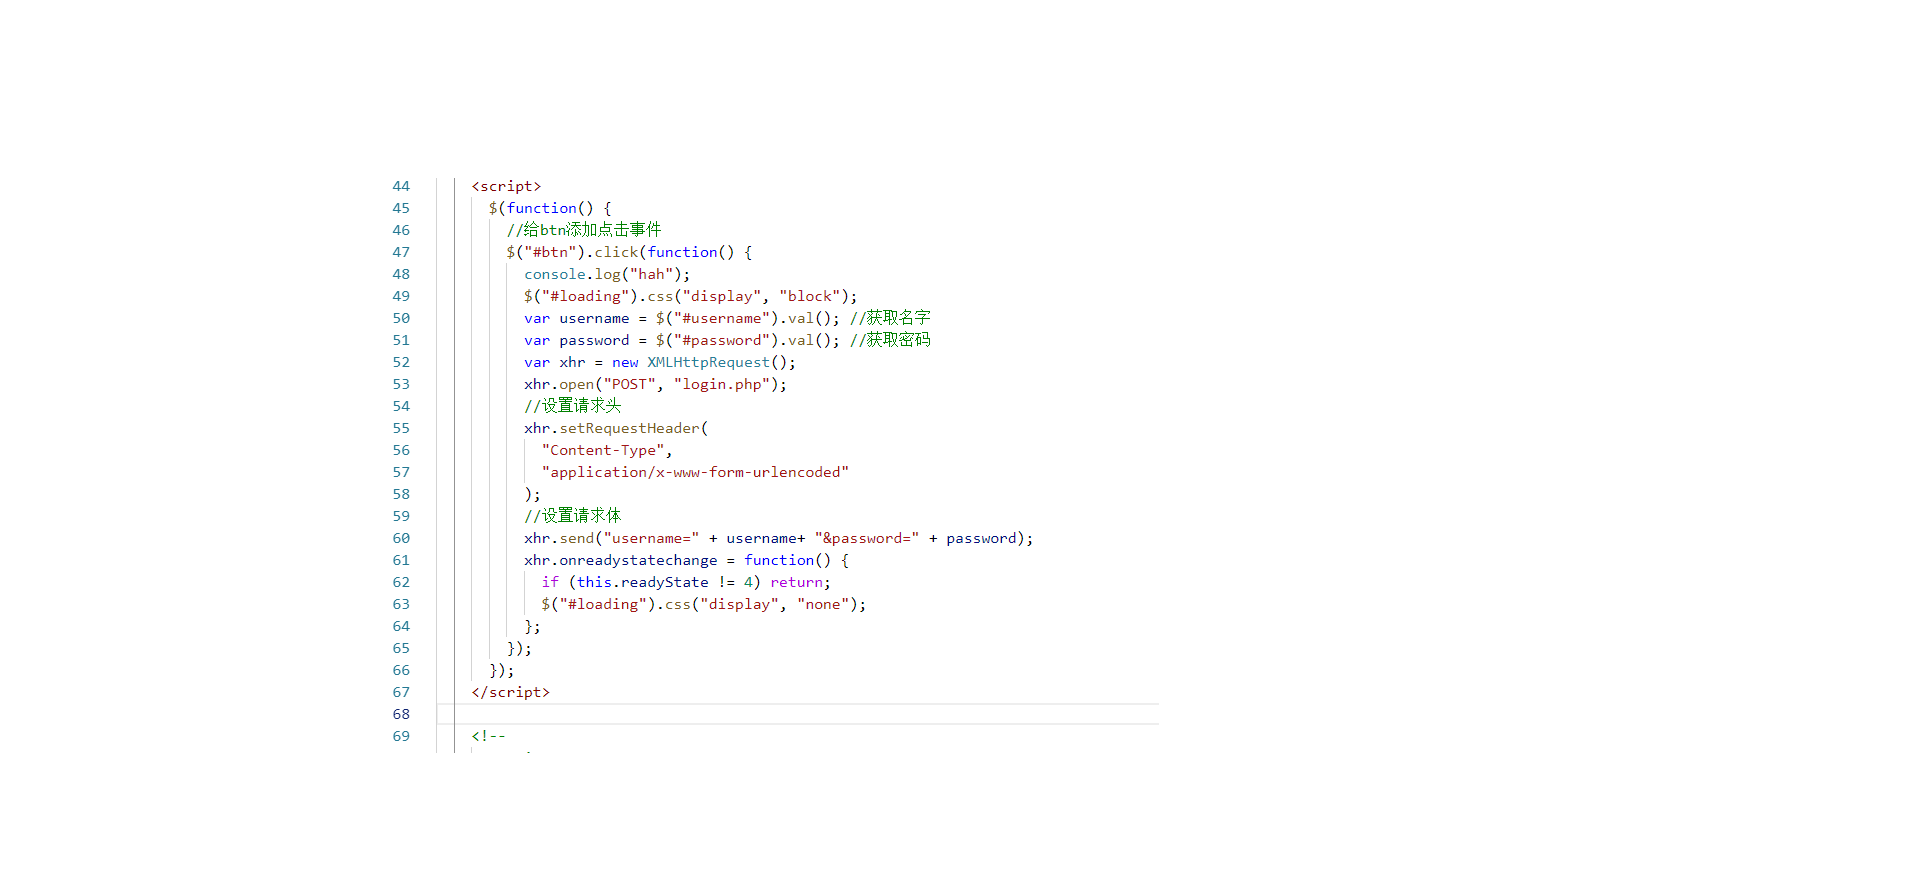 44 <script>
45 $(function() {
46 //给btn添加点击事件
47 $("#btn").click(function() {
48 console.log("hah");
49 $("#loading").css("display", "block");
50 var username = $("#username").val(); //获取名字
51 var password = $("#password").val(); //获取密码
52 var xhr = new XMLHttpRequest();
53 xhr.open("POST", "login.php");
54 //设置请求头
55 xhr.setRequestHeader(
56 "Content-Type",
57 "application/x-www-form-urlencoded"
58 );
59 //设置请求体
60 xhr.send("username=" + username+ "&password=" + password);
61 xhr.onreadystatechange = function() {
62 if (this.readyState != 4) return;
63 $("#loading").css("display", "none");
64 };
65 });
66 });
67 </script>
68
69 <!--